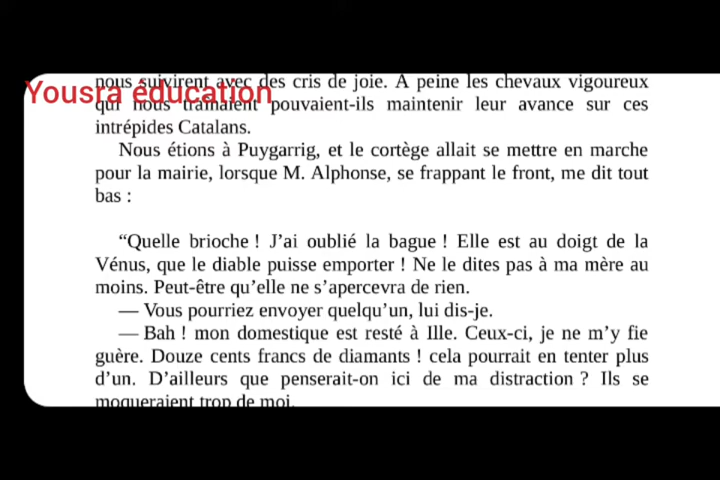 nous suivirent avec des cris de joie. A peine les chevaux vigoureux
Yousra éducation
qui nous traînaient pouvaient-ils maintenir leur avance sur ces
intrépides Catalans.
Nous étions à Puygarrig, et le cortège allait se mettre en marche
pour la mairie, lorsque M. Alphonse, se frappant le front, me dit tout
bas :
“Quelle brioche ! J’ai oublié la bague ! Elle est au doigt de la
Vénus, que le diable puisse emporter ! Ne le dites pas à ma mère au
moins. Peut-être qu’elle ne s’apercevra de rien.
— Vous pourriez envoyer quelqu’un, lui dis-je.
— Bah ! mon domestique est resté à Ille. Ceux-ci, je ne m’y fie
guère. Douze cents francs de diamants ! cela pourrait en tenter plus
d’un. D’ailleurs que penserait-on ici de ma distraction ? Ils se
moqueraient trop de moi.